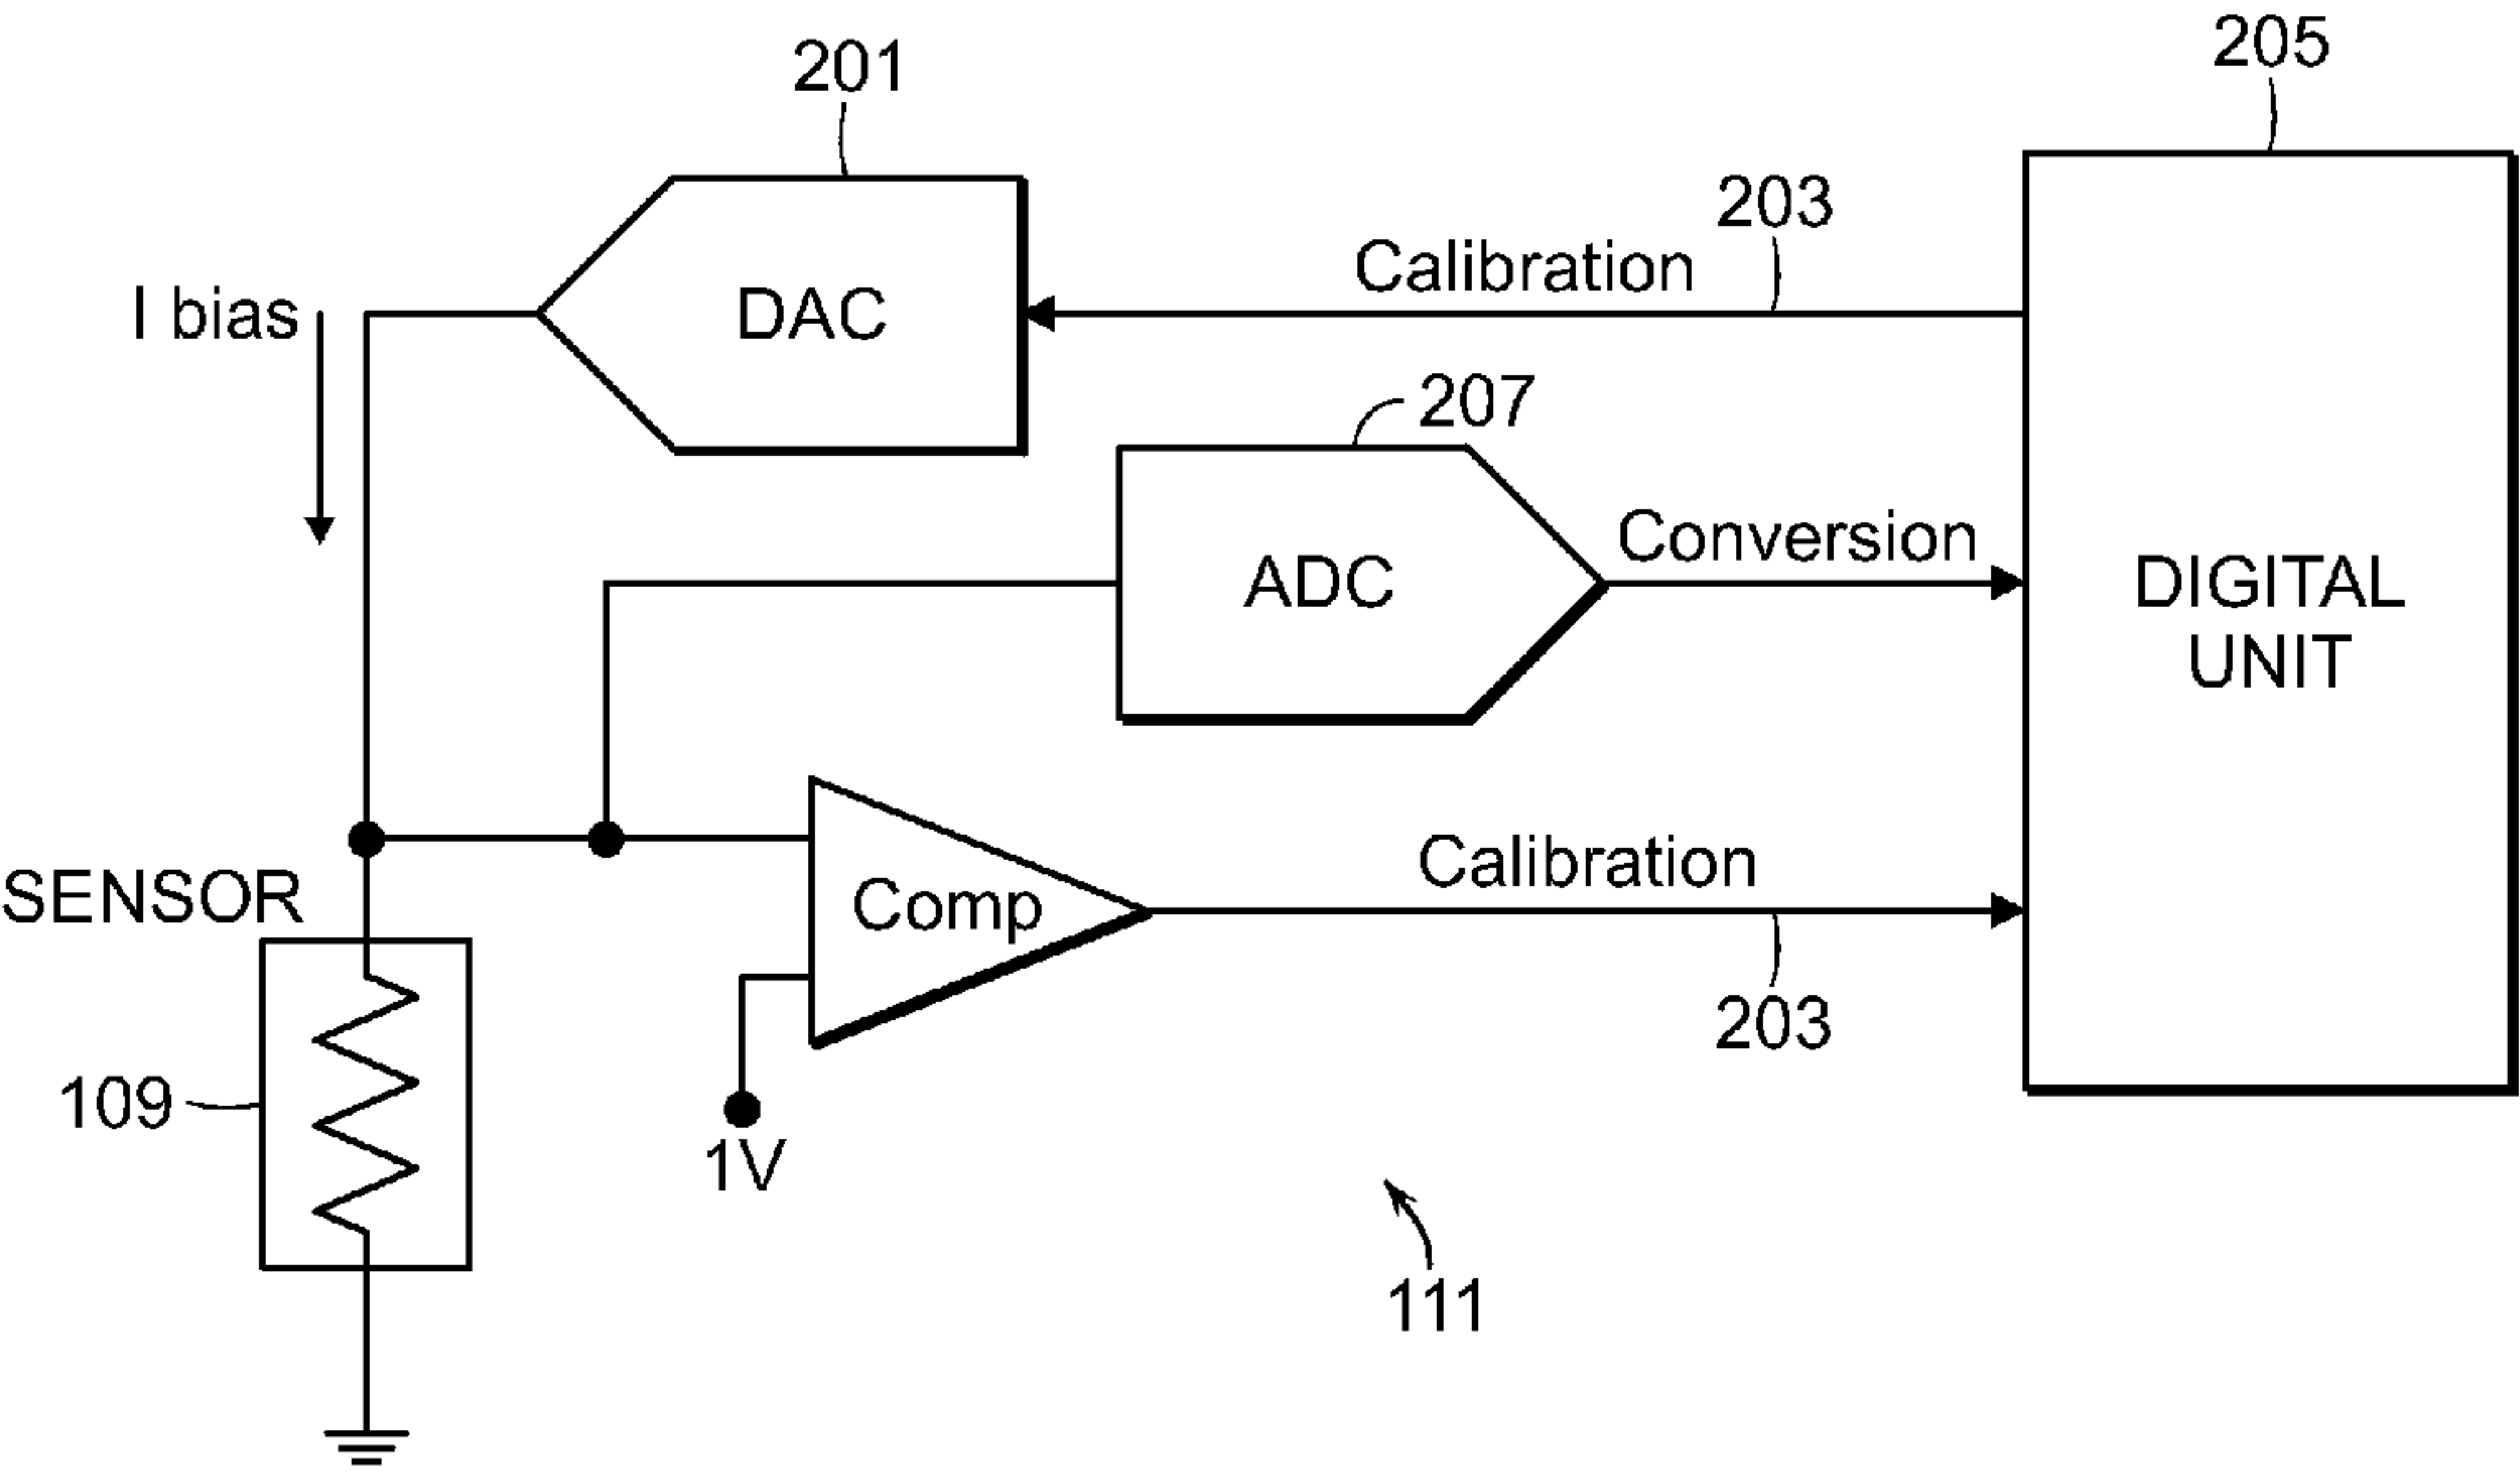 201
205
203
Calibration
I bias
DAC
207
Conversion
ADC
DIGITAL
UNIT
Calibration
SENSOR
Comp
203
109
1V
111